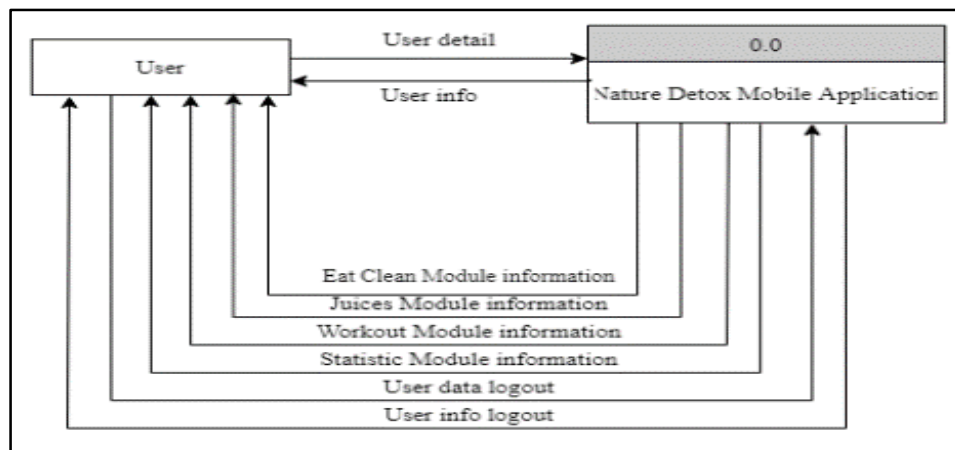 User detail
0.0
User
User info
Nature Detox Mobile Application
Eat Clean Module information
Juices Module information
Workout Module information
Statistic Module information
User data logout
User info logout